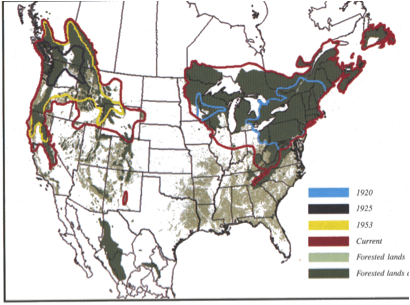 1920
1925
1953
Current
Forested lands
Forested lands